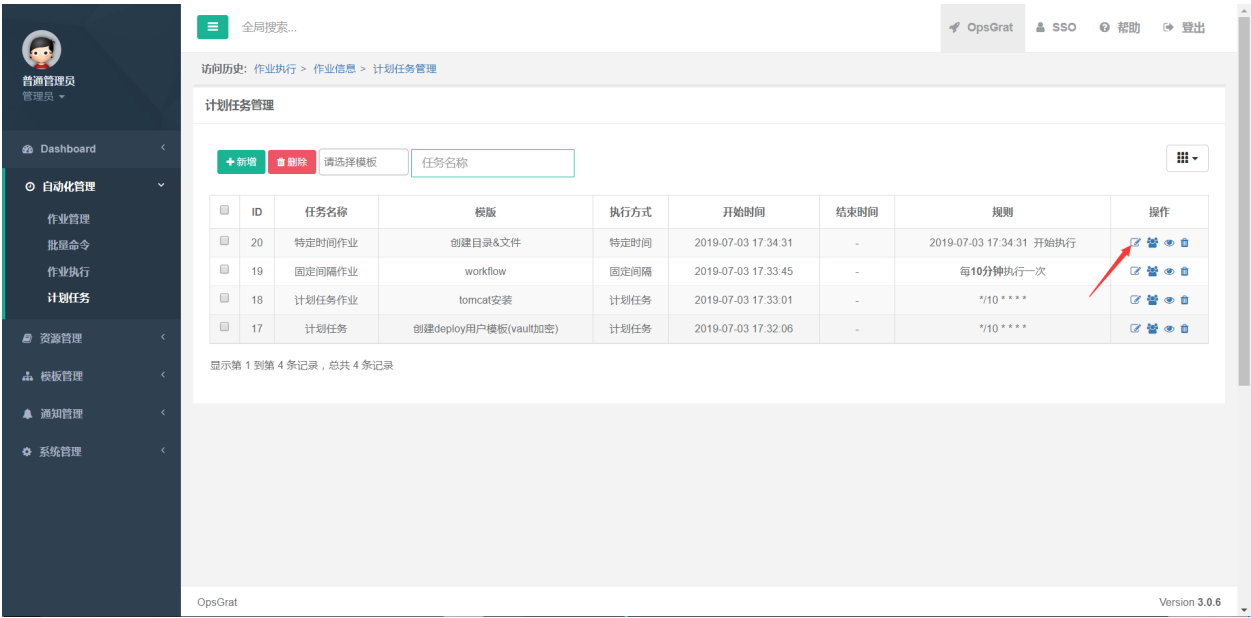 全局搜索...
OpsGrat SSO 帮助 登出
普通管理员
管理员
访问历史: 作业执行 > 作业信息 > 计划任务管理
计划任务管理
Dashboard
自动化管理
作业管理
批量命令
作业执行
计划任务
资源管理
模板管理
通知管理
系统管理
新增 删除 请选择模板 任务名称
ID 任务名称 模版 执行方式 开始时间 结束时间 规则 操作
20 特定时间作业 创建目录&文件 特定时间 2019-07-03 17:34:31 - 2019-07-03 17:34:31 开始执行
19 固定间隔作业 workflow 固定间隔 2019-07-03 17:33:45 - 每10分钟执行一次
18 计划任务作业 tomcat安装 计划任务 2019-07-03 17:33:01 - */10 * * * *
17 计划任务 创建deploy用户模板(vault加密) 计划任务 2019-07-03 17:32:06 - */10 * * * *
显示第 1 到第 4 条记录，总共 4 条记录
OpsGrat
Version 3.0.6